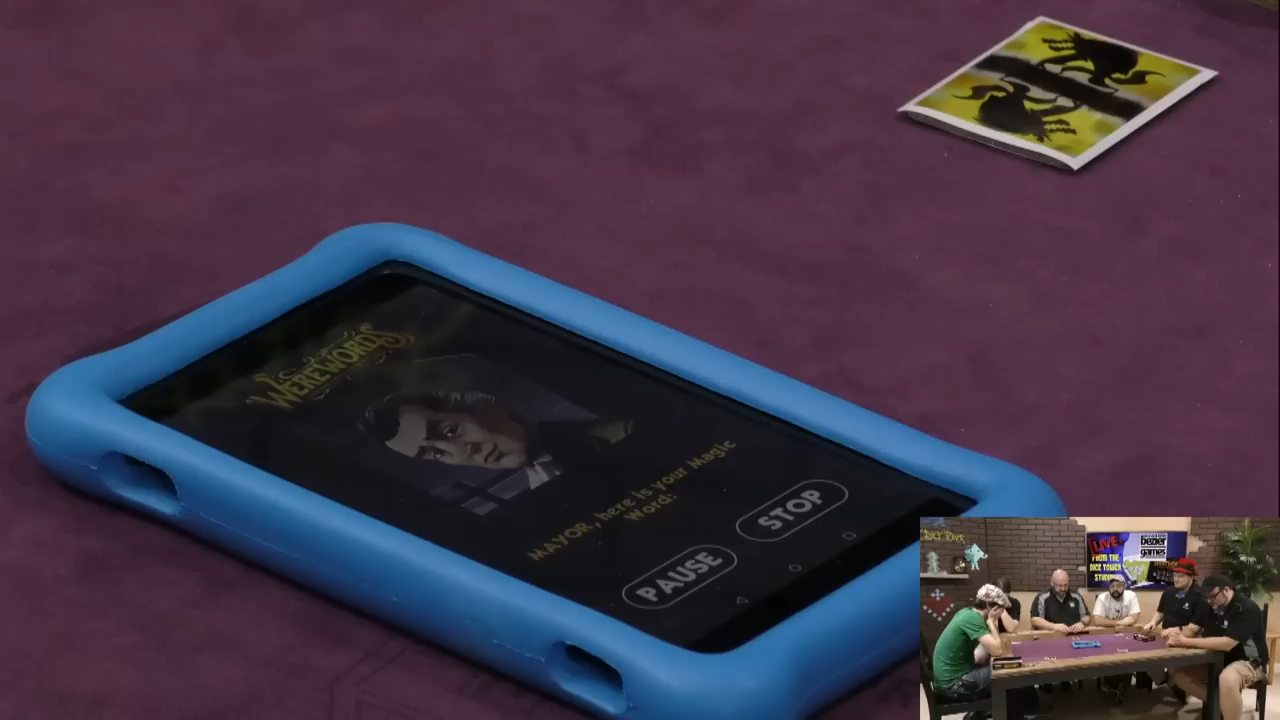 WEREWORDS
MAYOR, here is your Magic
Word:
PAUSE
STOP
LIVE
FROM THE
DICE TOWER
STUDIO
bezier
games